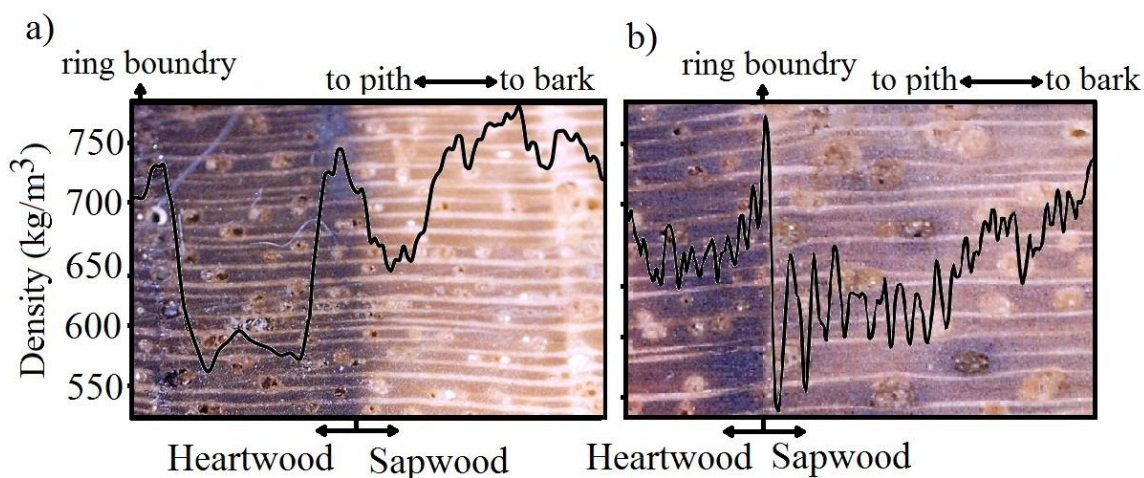 a)
ring boundry
to pith
to bark
Density (kg/m³)
750
700
650
600
550
Heartwood
Sapwood
b)
ring boundry
to pith
to bark
Heartwood
Sapwood